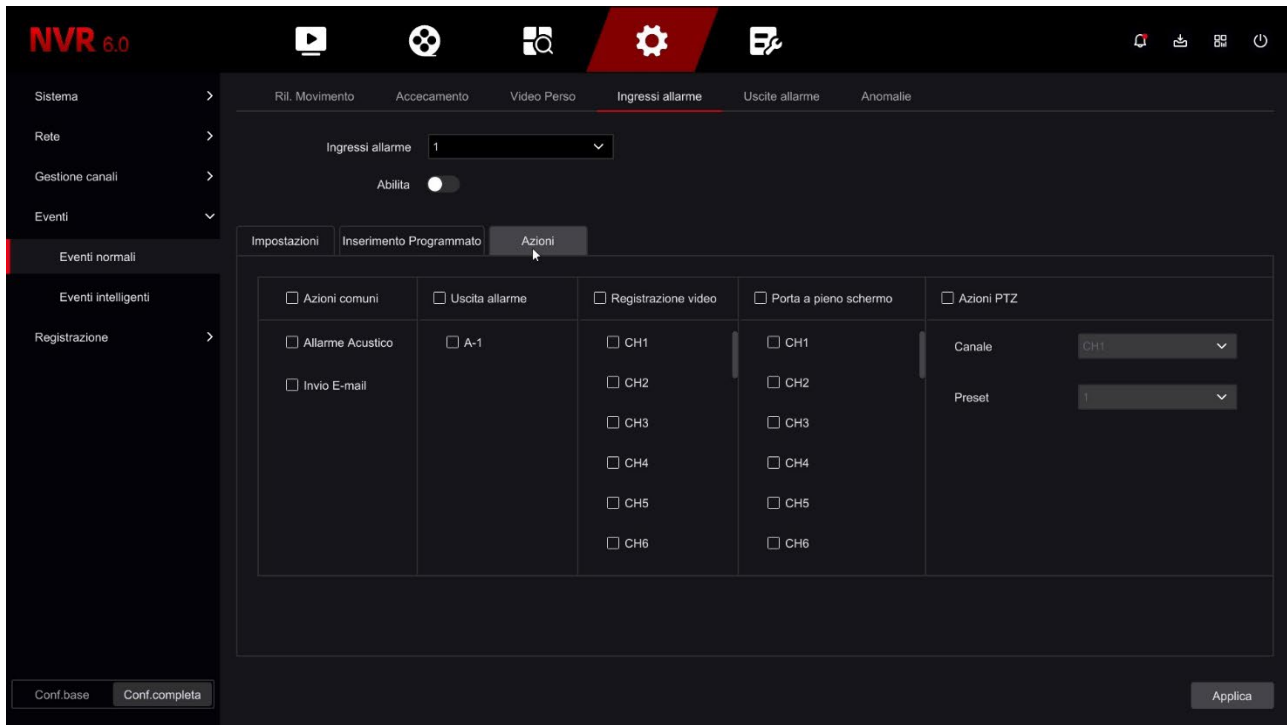 NVR 6.0
Sistema
Rete
Gestione canali
Eventi
Eventi normali
Eventi intelligenti
Registrazione
Conf.base Conf.completa
Ril. Movimento Accecamento Video Perso Ingressi allarme Uscite allarme Anomalie
Ingressi allarme 1
Abilita
Impostazioni Inserimento Programmato Azioni
Azioni comuni Uscita allarme Registrazione video Porta a pieno schermo Azioni PTZ
Allarme Acustico A-1 CH1 CH1 Canale CH1
Invio E-mail CH2 CH2 Preset 1
CH3 CH3
CH4 CH4
CH5 CH5
CH6 CH6
Applica